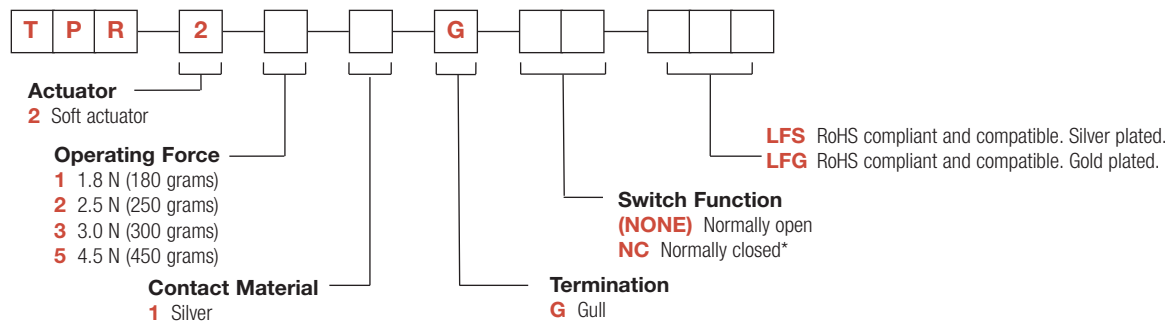 T P R 2 G
Actuator
2 Soft actuator
Operating Force
1 1.8 N (180 grams)
2 2.5 N (250 grams)
3 3.0 N (300 grams)
5 4.5 N (450 grams)
Contact Material
1 Silver
Termination
G Gull
Switch Function
(NONE) Normally open
NC Normally closed*
LFS RoHS compliant and compatible. Silver plated.
LFG RoHS compliant and compatible. Gold plated.